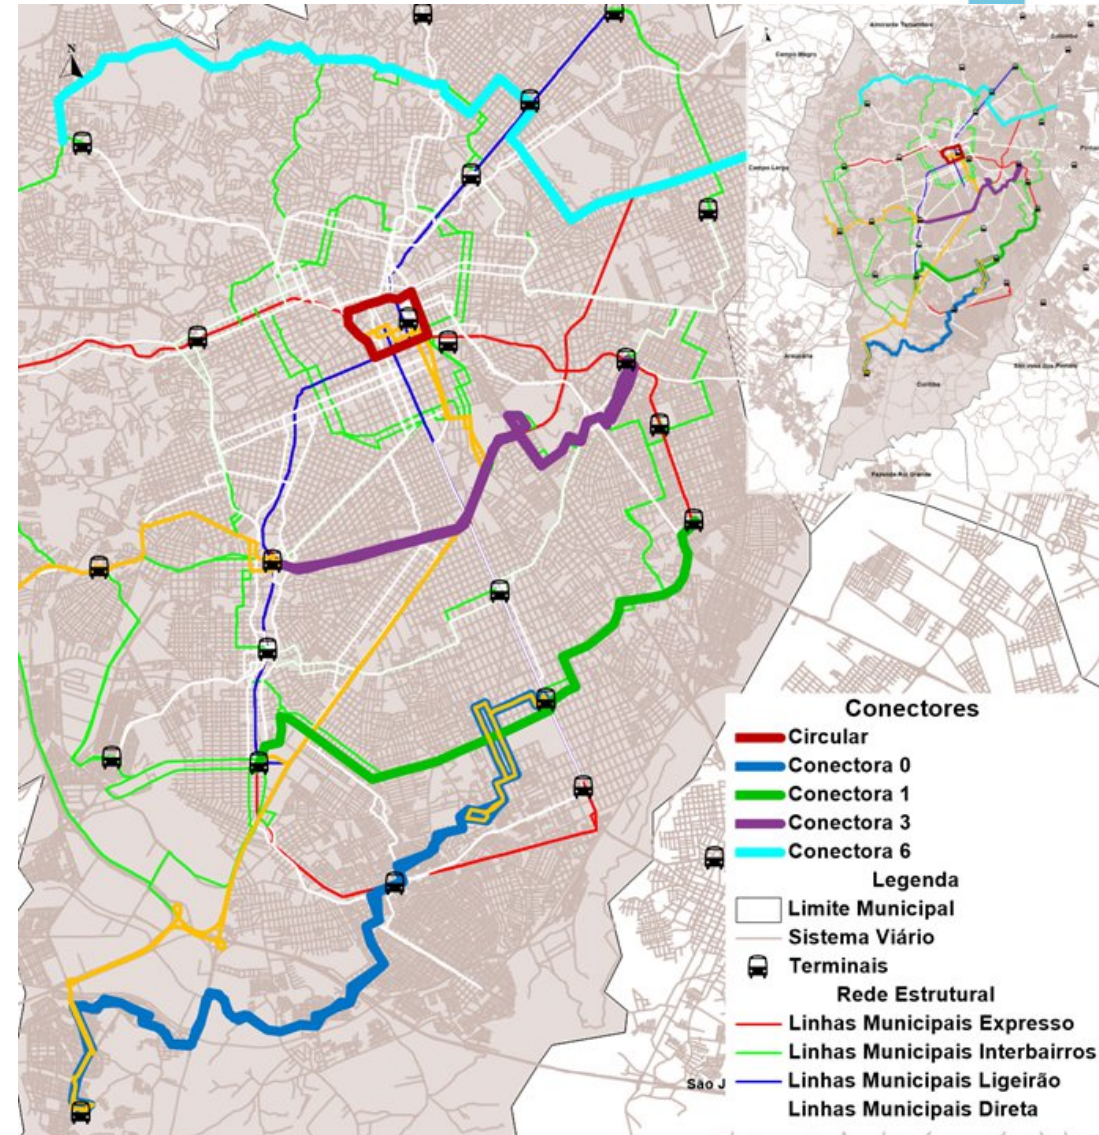 N
Almirante Tamandaré
Colombo
Campo Magro
Campo Largo
Araucária
São José dos Pinhais
Curitiba
Fazenda Rio Grande
Conectores
Circular
Conectora 0
Conectora 1
Conectora 3
Conectora 6
Legenda
Limite Municipal
Sistema Viário
Terminais
Rede Estrutural
Linhas Municipais Expresso
Linhas Municipais Interbairros
Linhas Municipais Ligeirão
São J
Linhas Municipais Direta